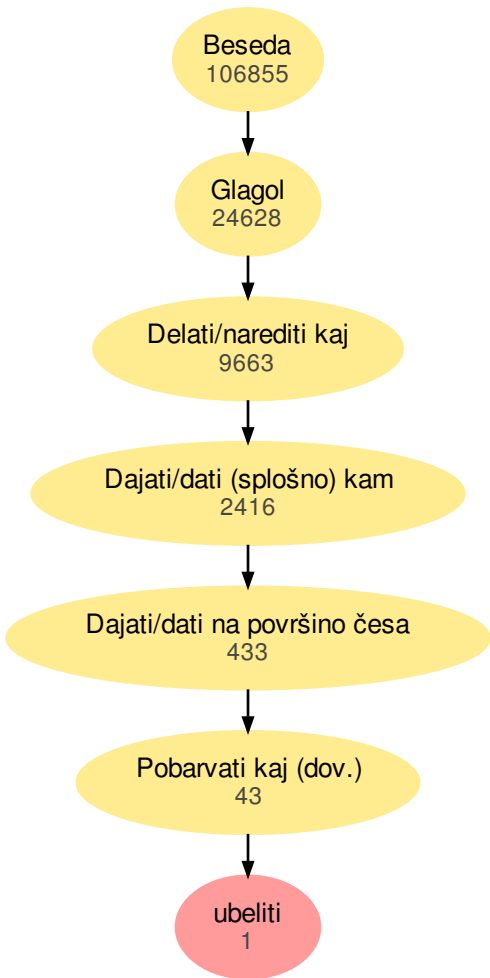 Beseda
106855
Glagol
24628
Delati/narediti kaj
9663
Dajati/dati (splošno) kam
2416
Dajati/dati na površino česa
433
Pobarvati kaj (dov.)
43
ubeliti
1